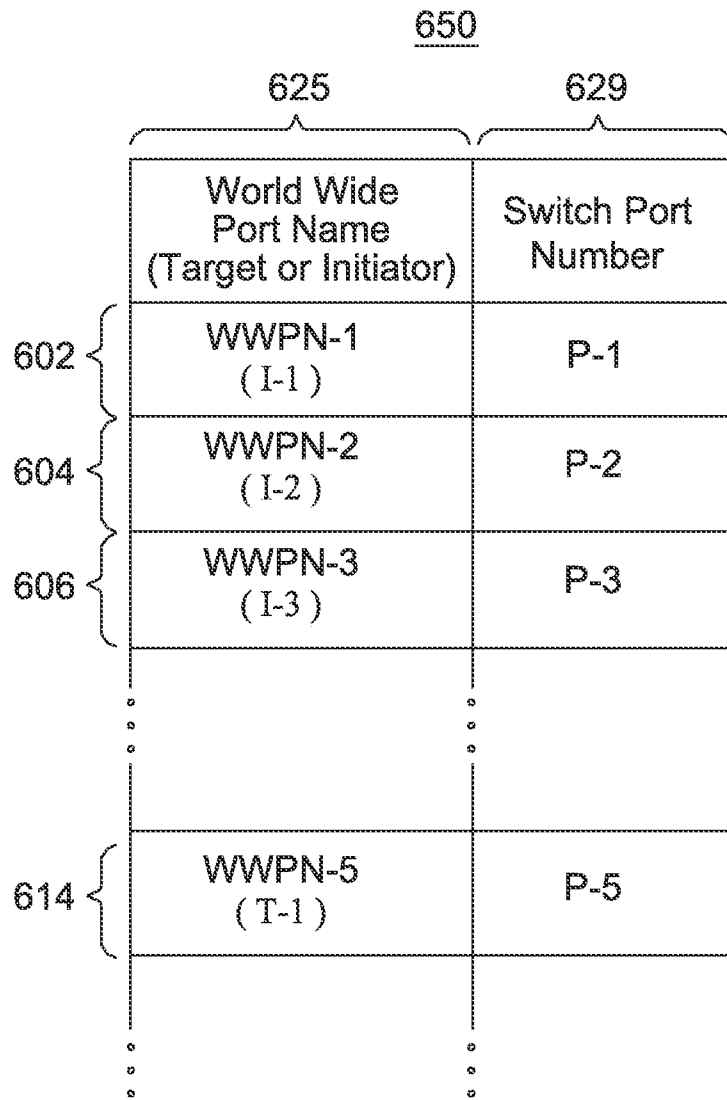 650
625
629
World Wide
Port Name
(Target or Initiator)
Switch Port
Number
602
WWPN-1
( I-1 )
P-1
604
WWPN-2
( I-2 )
P-2
606
WWPN-3
( I-3 )
P-3
614
WWPN-5
( T-1 )
P-5